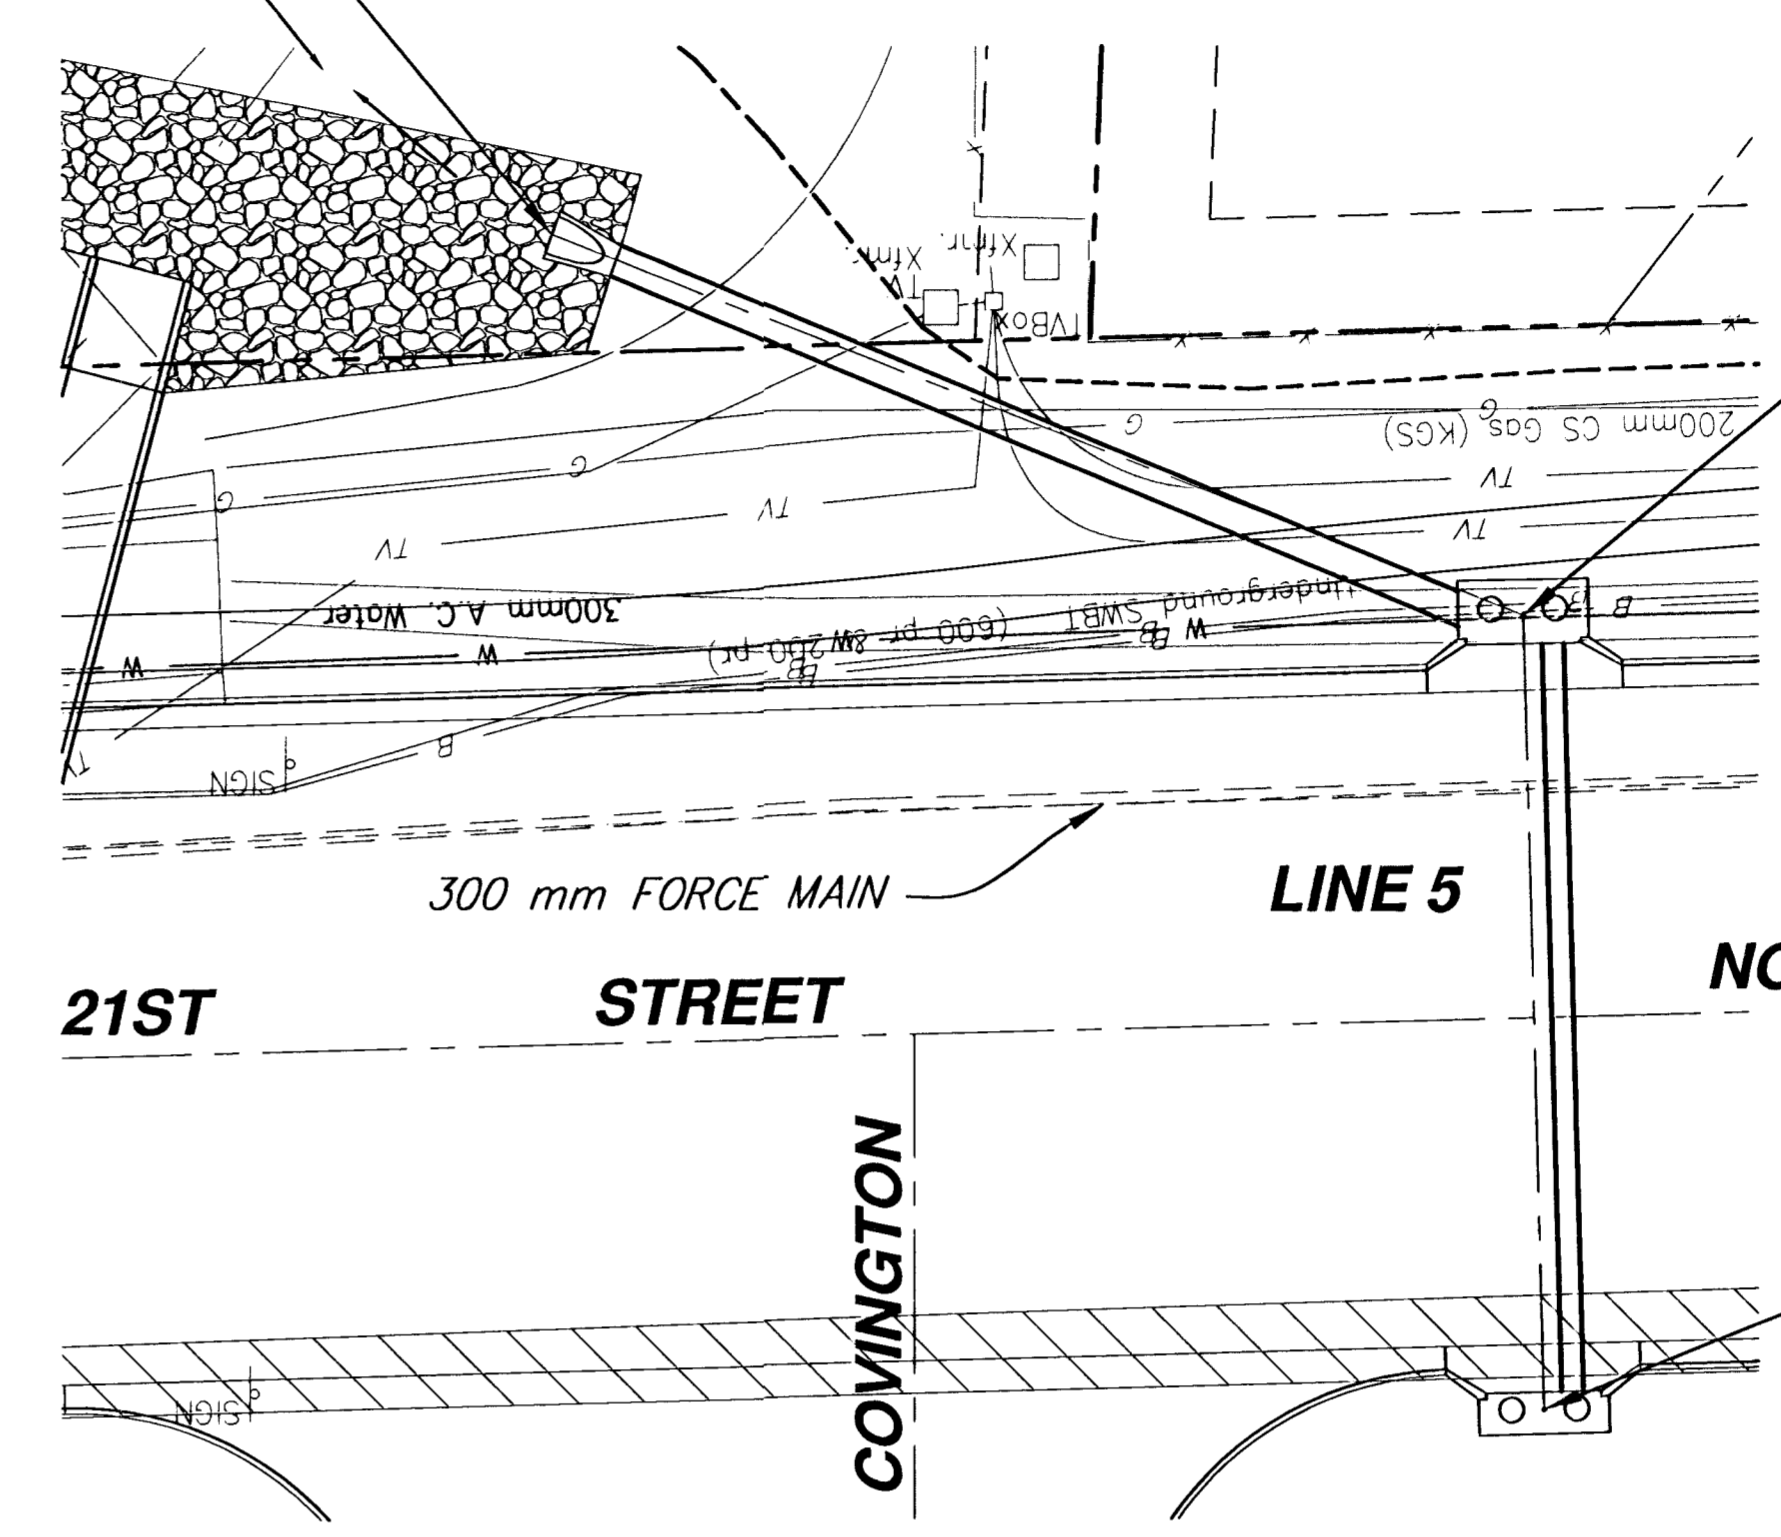 Xfmr.
Xfmr.
TV
TVBox
G
G
200mm CS Gas (KGS)
G
G
TV
TV
TV
TV
300mm A.C. Water
Underground SWBT (600 pr & 200 pr)
B
B
W
W
W
W
B
B
B
B
B
TV
SIGN
300 mm FORCE MAIN
LINE 5
21ST STREET
COVINGTON
SIGN